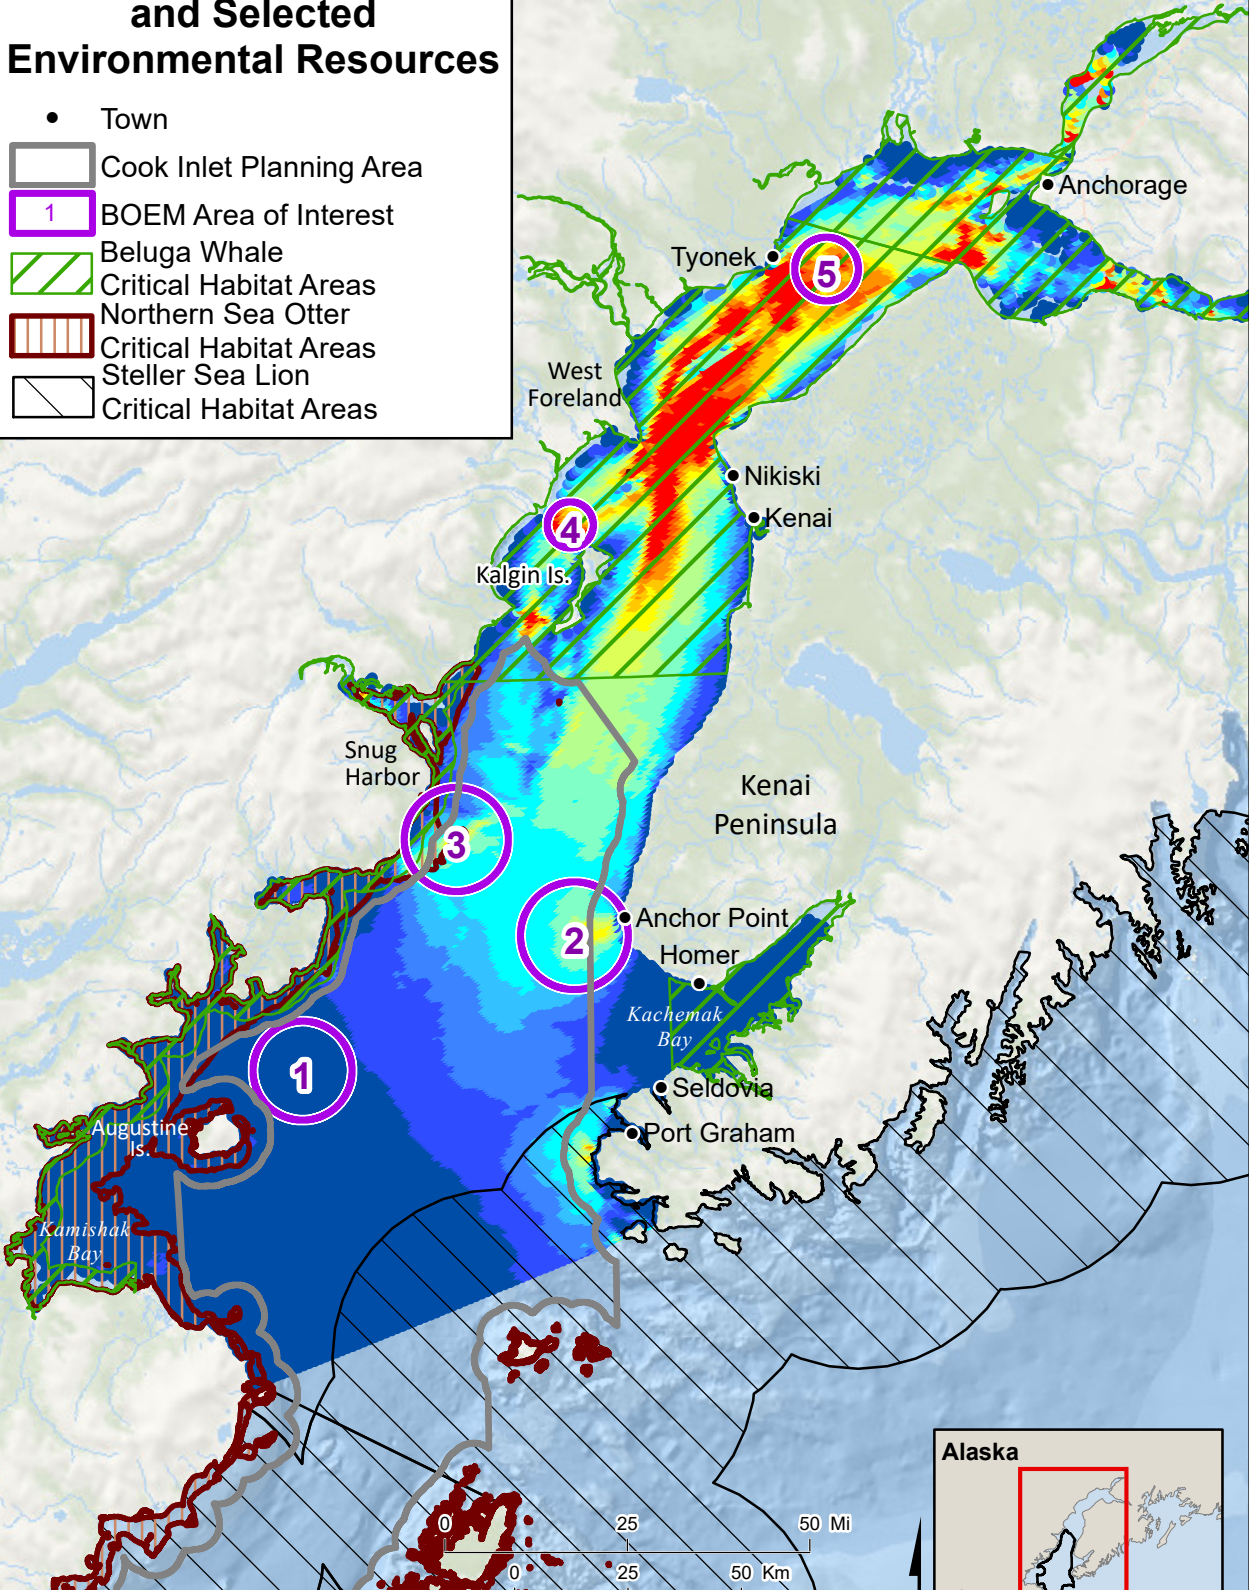 and Selected
Environmental Resources
Town
Cook Inlet Planning Area
1 BOEM Area of Interest
Beluga Whale
Critical Habitat Areas
Northern Sea Otter
Critical Habitat Areas
Steller Sea Lion
Critical Habitat Areas
Anchorage
Tyonek
5
West
Foreland
Nikiski
4
Kenai
Kalgin Is.
Snug
Harbor
Kenai
Peninsula
3
Anchor Point
2
Homer
Kachemak
Bay
1
Seldovia
Augustine
Is.
Port Graham
Kamishak
Bay
Alaska
0 25 50 Mi
0 25 50 Km